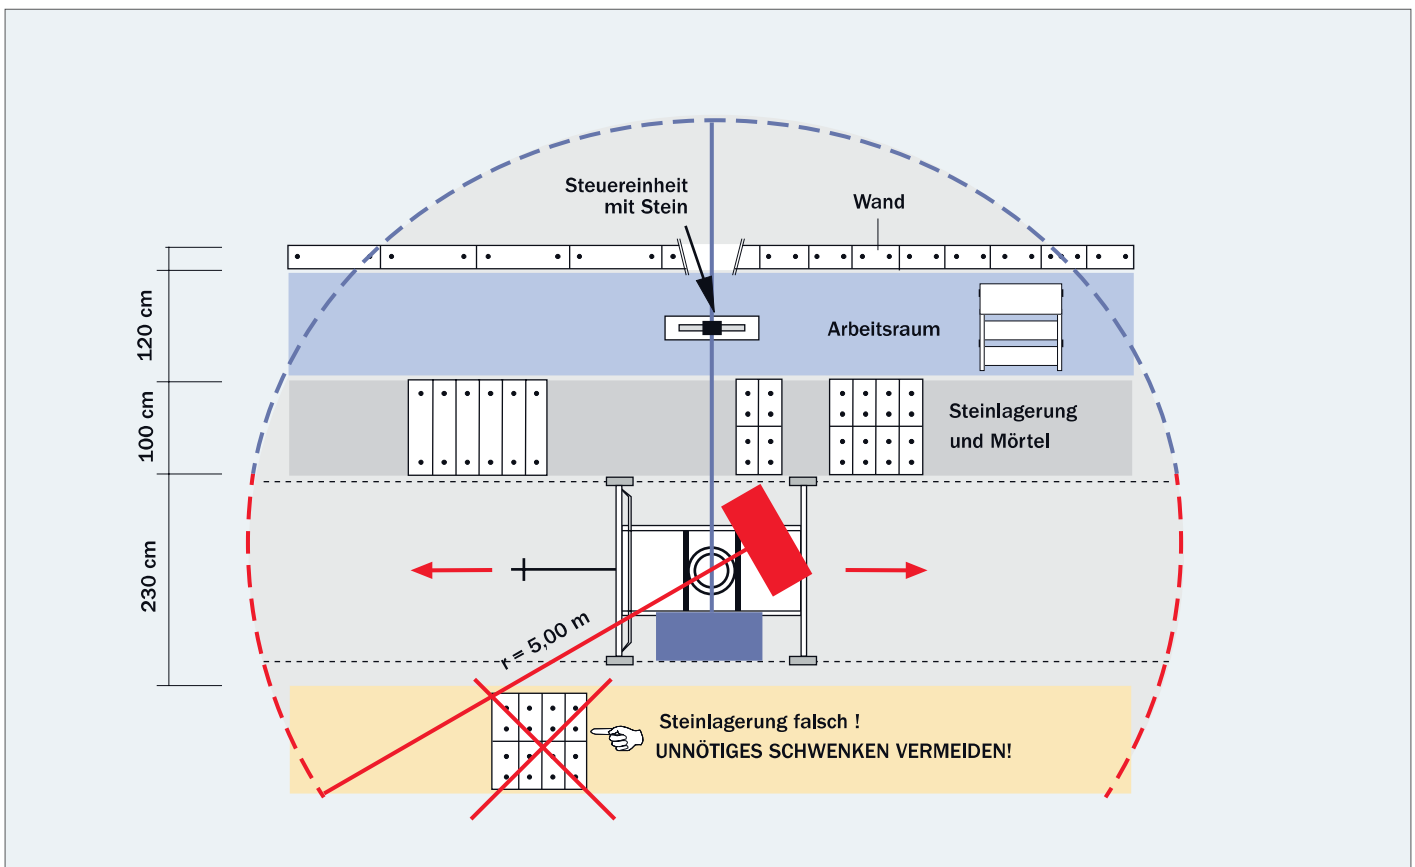 Steuereinheit
mit Stein
Wand
120 cm
Arbeitsraum
100 cm
Steinlagerung
und Mörtel
230 cm
r = 5,00 m
Steinlagerung falsch !
UNNÖTIGES SCHWENKEN VERMEIDEN!